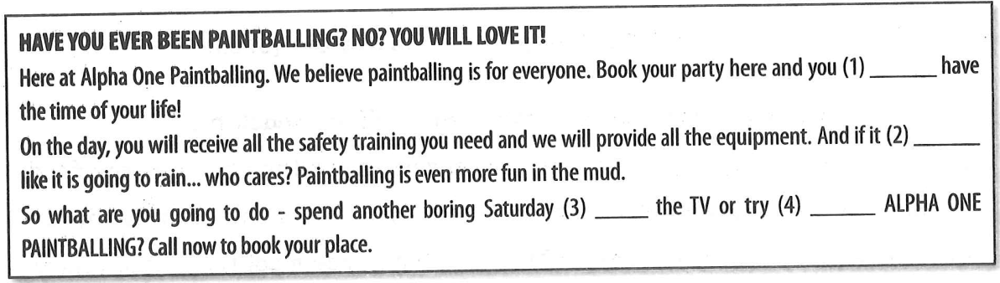 HAVE YOU EVER BEEN PAINTBALLING? NO? YOU WILL LOVE IT!
Here at Alpha One Paintballing. We believe paintballing is for everyone. Book your party here and you (1) _______ have
the time of your life!
On the day, you will receive all the safety training you need and we will provide all the equipment. And if it (2) _______
like it is going to rain... who cares? Paintballing is even more fun in the mud.
So what are you going to do - spend another boring Saturday (3) ______ the TV or try (4) _______ ALPHA ONE
PAINTBALLING? Call now to book your place.